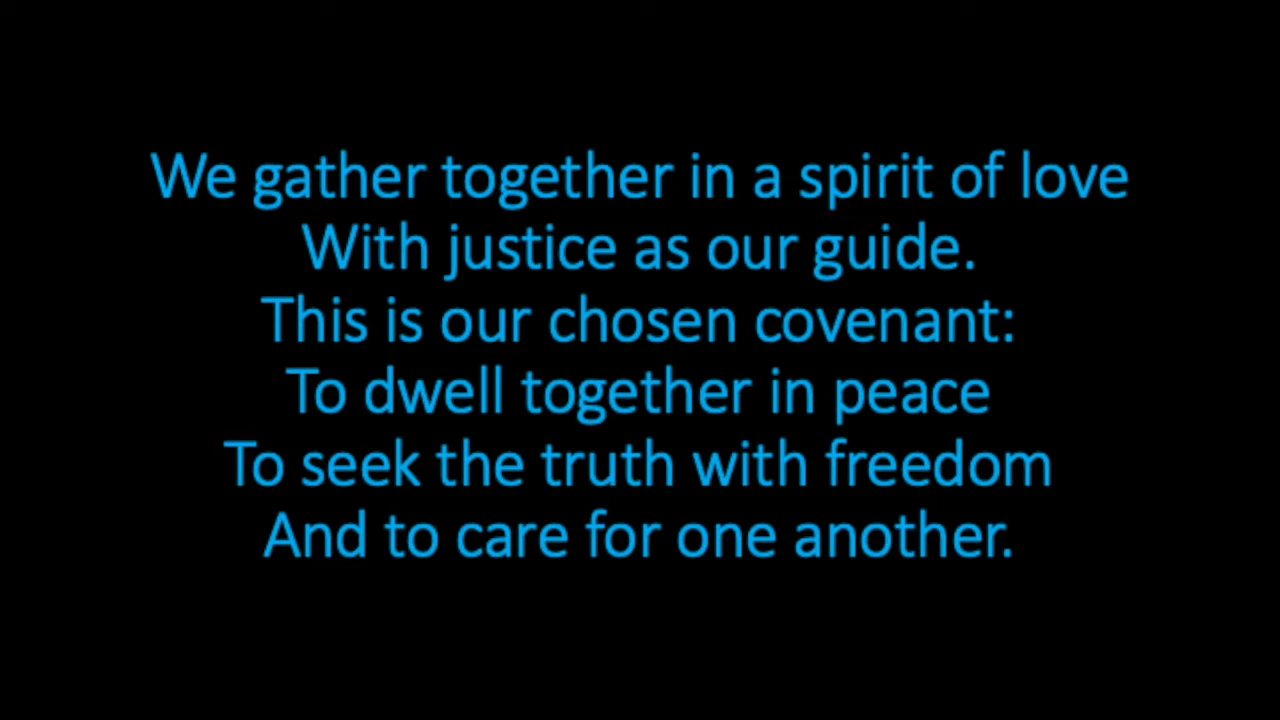 We gather together in a spirit of love
With justice as our guide.
This is our chosen covenant:
To dwell together in peace
To seek the truth with freedom
And to care for one another.